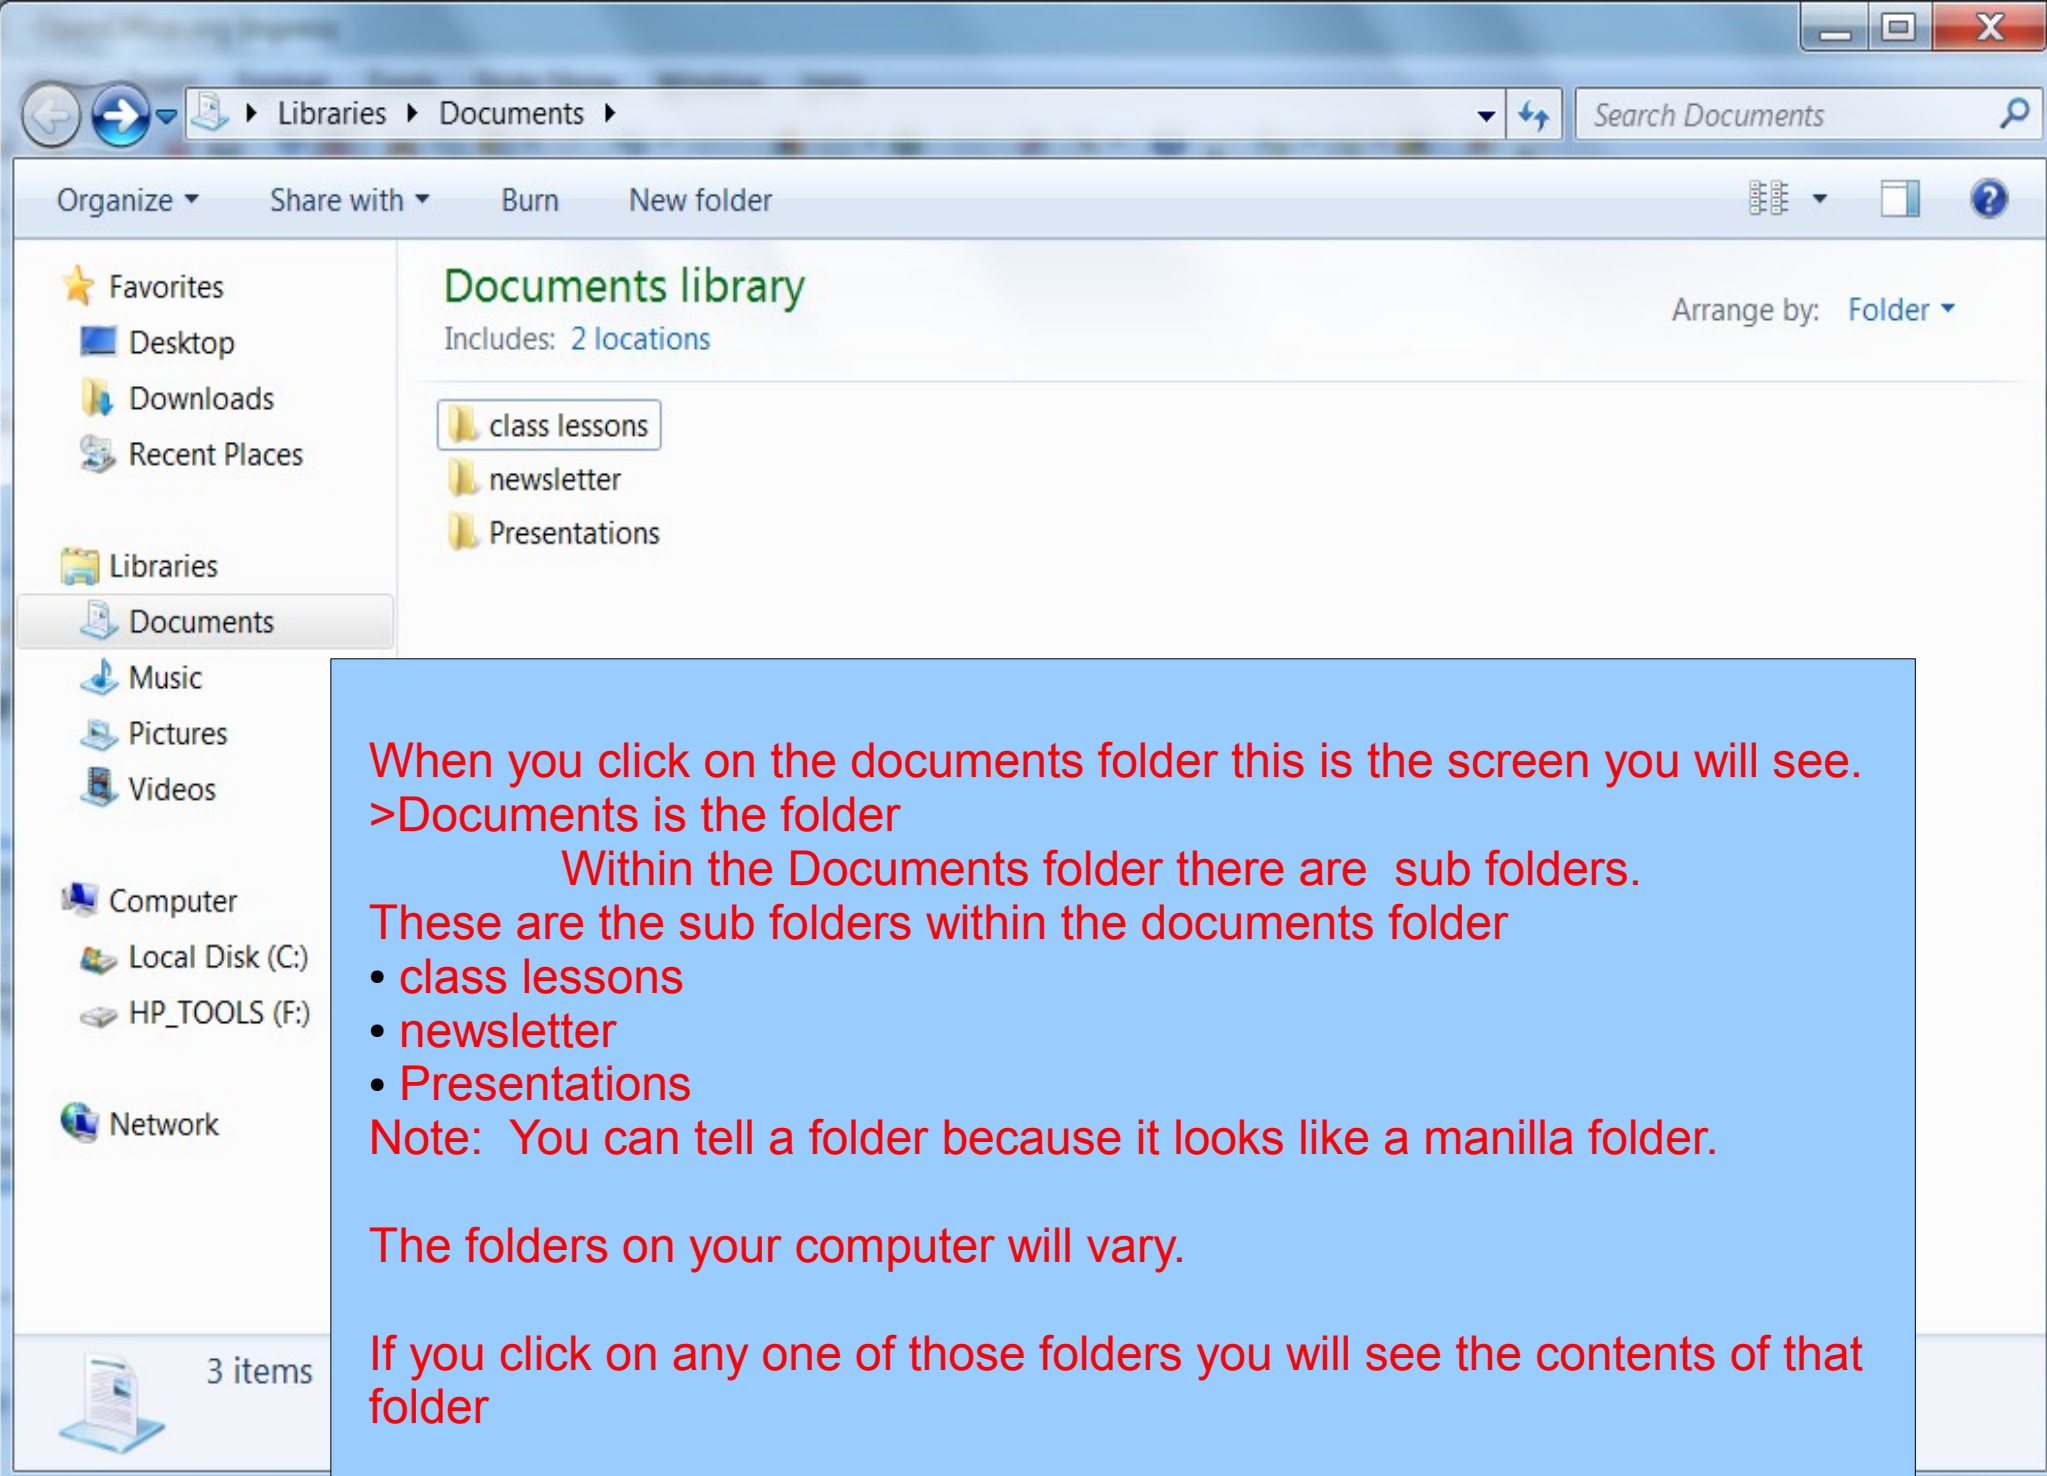 Libraries Documents
Search Documents
Organize Share with Burn New folder
Favorites
Desktop
Downloads
Recent Places
Libraries
Documents
Music
Pictures
Videos
Computer
Local Disk (C:)
HP_TOOLS (F:)
Network
Documents library
Includes: 2 locations
Arrange by: Folder
class lessons
newsletter
Presentations
When you click on the documents folder this is the screen you will see.
>Documents is the folder
Within the Documents folder there are sub folders.
These are the sub folders within the documents folder
• class lessons
• newsletter
• Presentations
Note: You can tell a folder because it looks like a manilla folder.
The folders on your computer will vary.
If you click on any one of those folders you will see the contents of that
folder
3 items